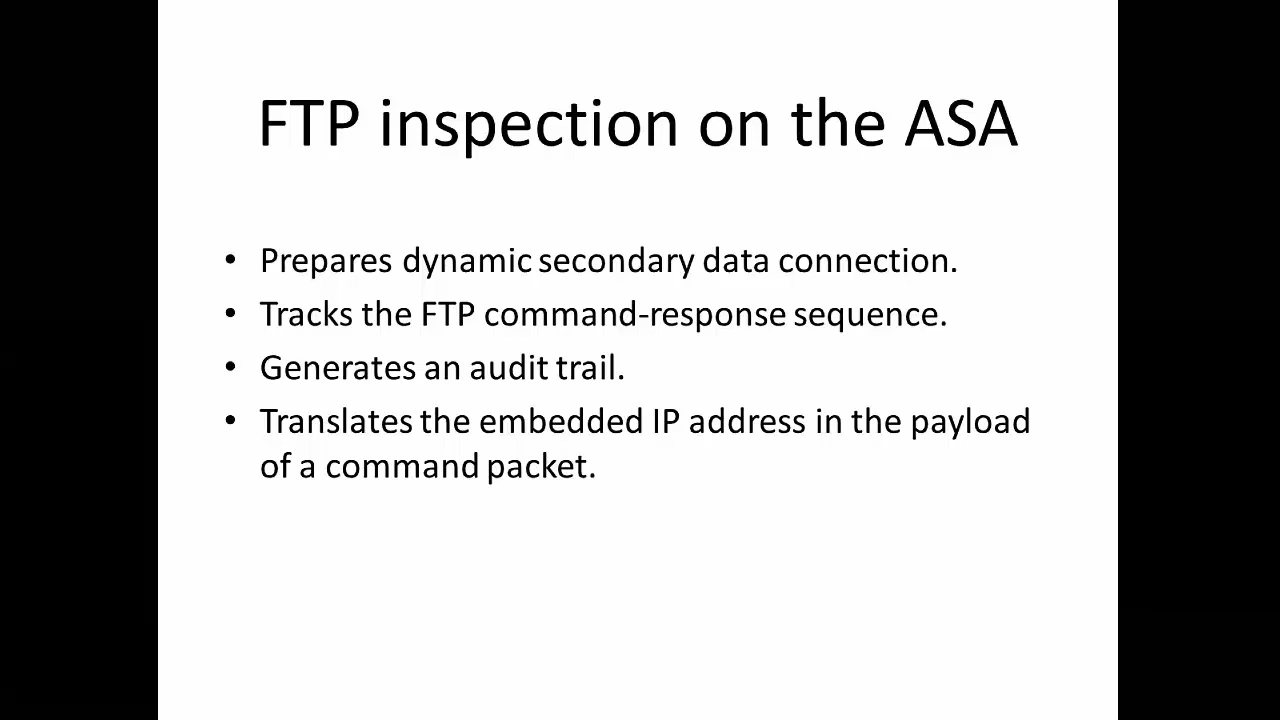 FTP inspection on the ASA
• Prepares dynamic secondary data connection.
• Tracks the FTP command-response sequence.
• Generates an audit trail.
• Translates the embedded IP address in the payload
of a command packet.